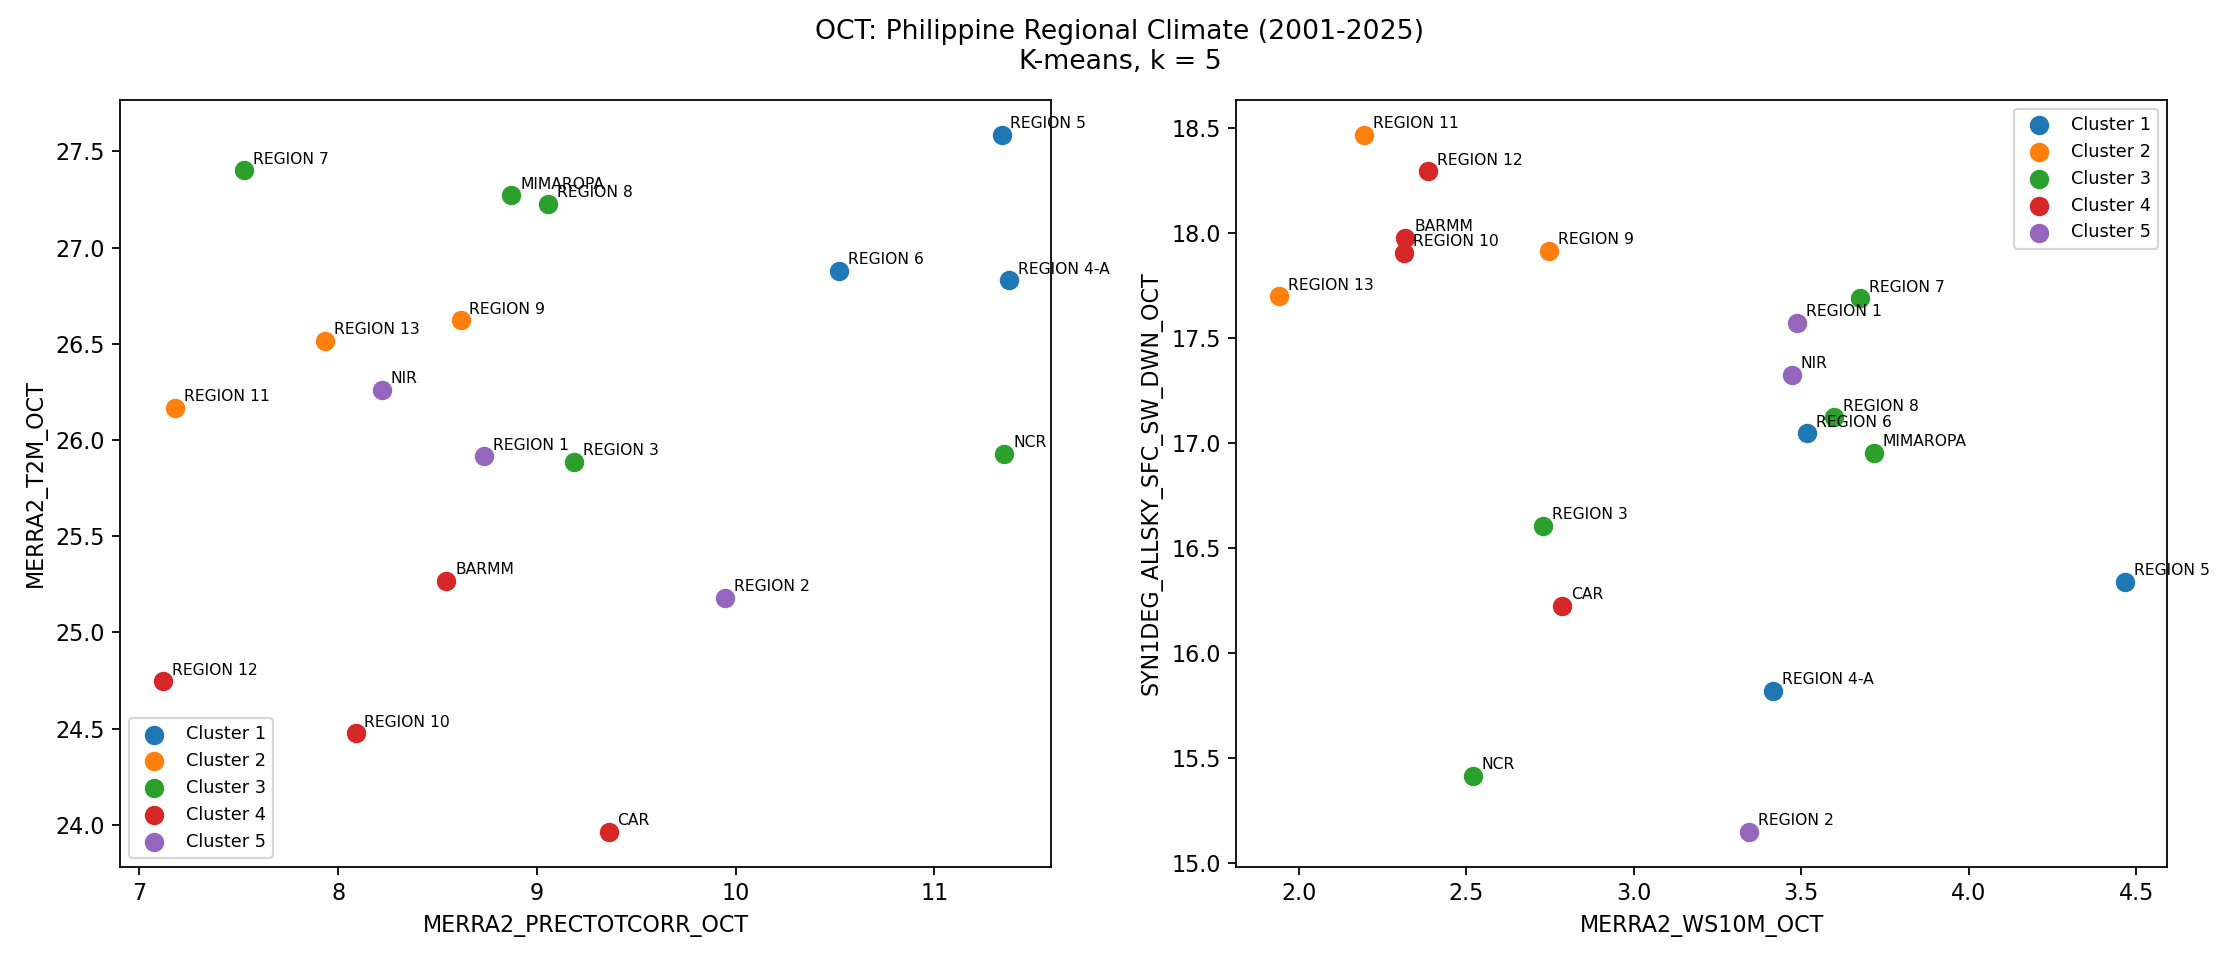 OCT: Philippine Regional Climate (2001-2025)
K-means, k = 5
MERRA2_T2M_OCT
27.5
27.0
26.5
26.0
25.5
25.0
24.5
24.0
REGION 5
REGION 7
MIMAROPA
REGION 8
REGION 6
REGION 4-A
REGION 9
REGION 13
NIR
REGION 11
REGION 1
REGION 3
NCR
BARMM
REGION 2
REGION 12
REGION 10
CAR
Cluster 1
Cluster 2
Cluster 3
Cluster 4
Cluster 5
7
8
9
10
11
MERRA2_PRECTOTCORR_OCT
SYN1DEG_ALLSKY_SFC_SW_DWN_OCT
18.5
18.0
17.5
17.0
16.5
16.0
15.5
15.0
REGION 11
REGION 12
BARMM
REGION 10
REGION 9
REGION 13
REGION 7
REGION 1
NIR
REGION 8
REGION 6
MIMAROPA
REGION 3
REGION 5
CAR
REGION 4-A
NCR
REGION 2
Cluster 1
Cluster 2
Cluster 3
Cluster 4
Cluster 5
2.0
2.5
3.0
3.5
4.0
4.5
MERRA2_WS10M_OCT